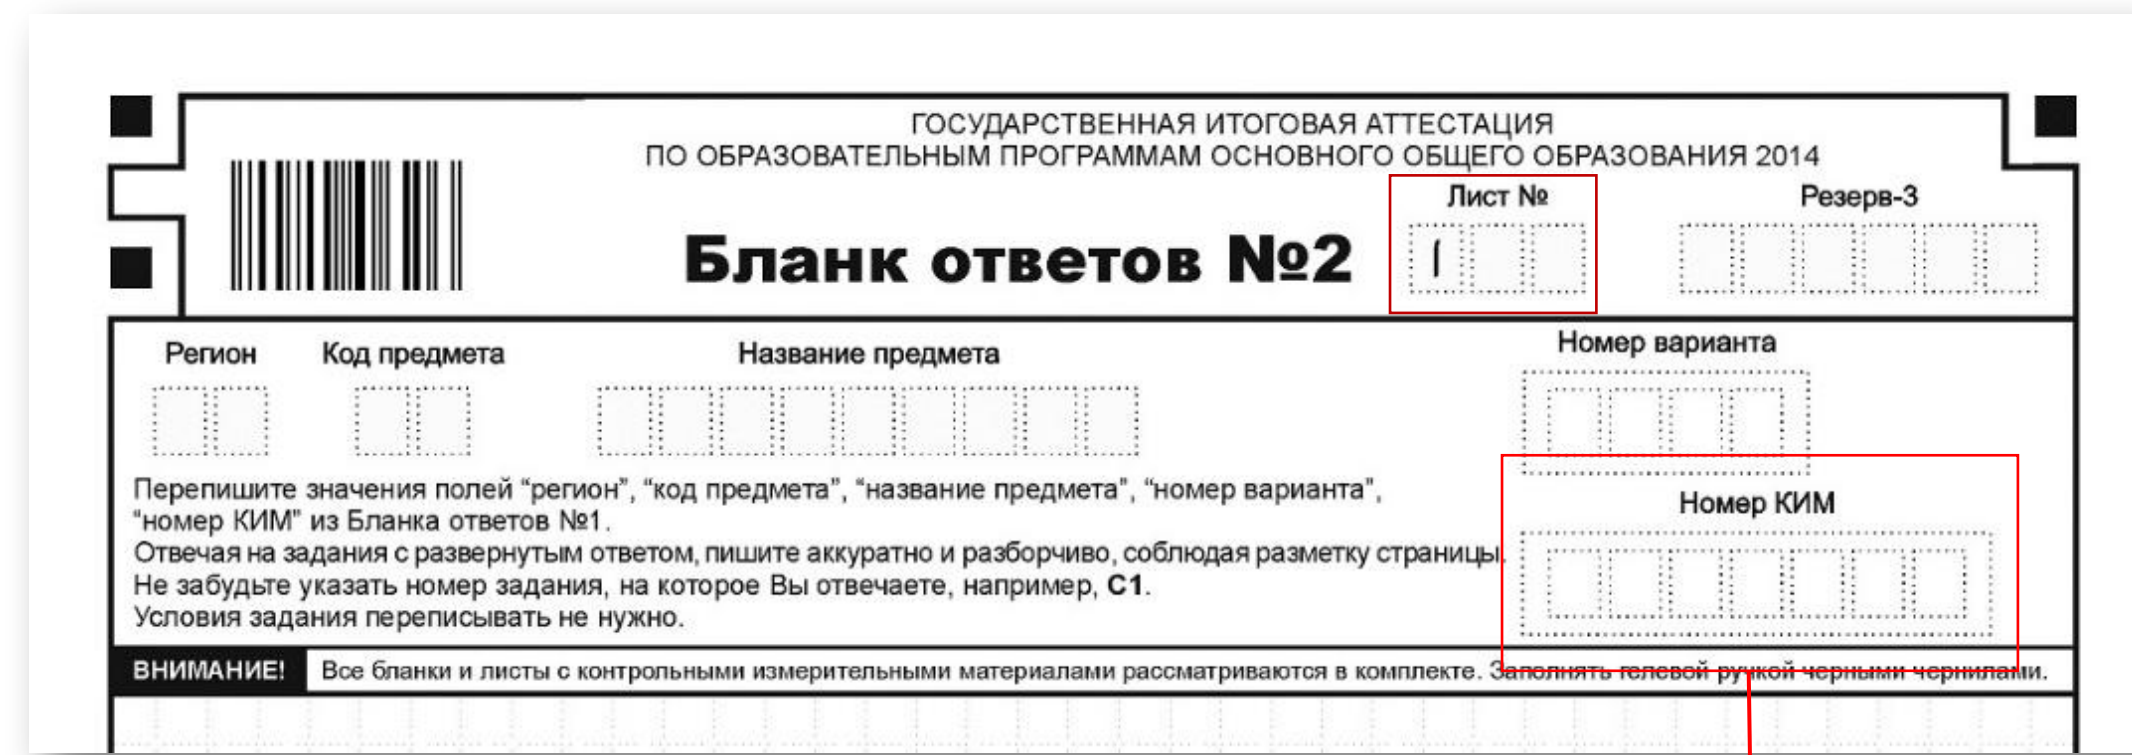 ГОСУДАРСТВЕННАЯ ИТОГОВАЯ АТТЕСТАЦИЯ
ПО ОБРАЗОВАТЕЛЬНЫМ ПРОГРАММАМ ОСНОВНОГО ОБЩЕГО ОБРАЗОВАНИЯ 2014
Лист № Резерв-3
Бланк ответов №2 1
Регион Код предмета Название предмета Номер варианта
Перепишите значения полей “регион”, “код предмета”, “название предмета”, “номер варианта”,
“номер КИМ” из Бланка ответов №1.
Номер КИМ
Отвечая на задания с развернутым ответом, пишите аккуратно и разборчиво, соблюдая разметку страницы.
Не забудьте указать номер задания, на которое Вы отвечаете, например, С1.
Условия задания переписывать не нужно.
ВНИМАНИЕ! Все бланки и листы с контрольными измерительными материалами рассматриваются в комплекте. Заполнять гелевой ручкой черными чернилами.